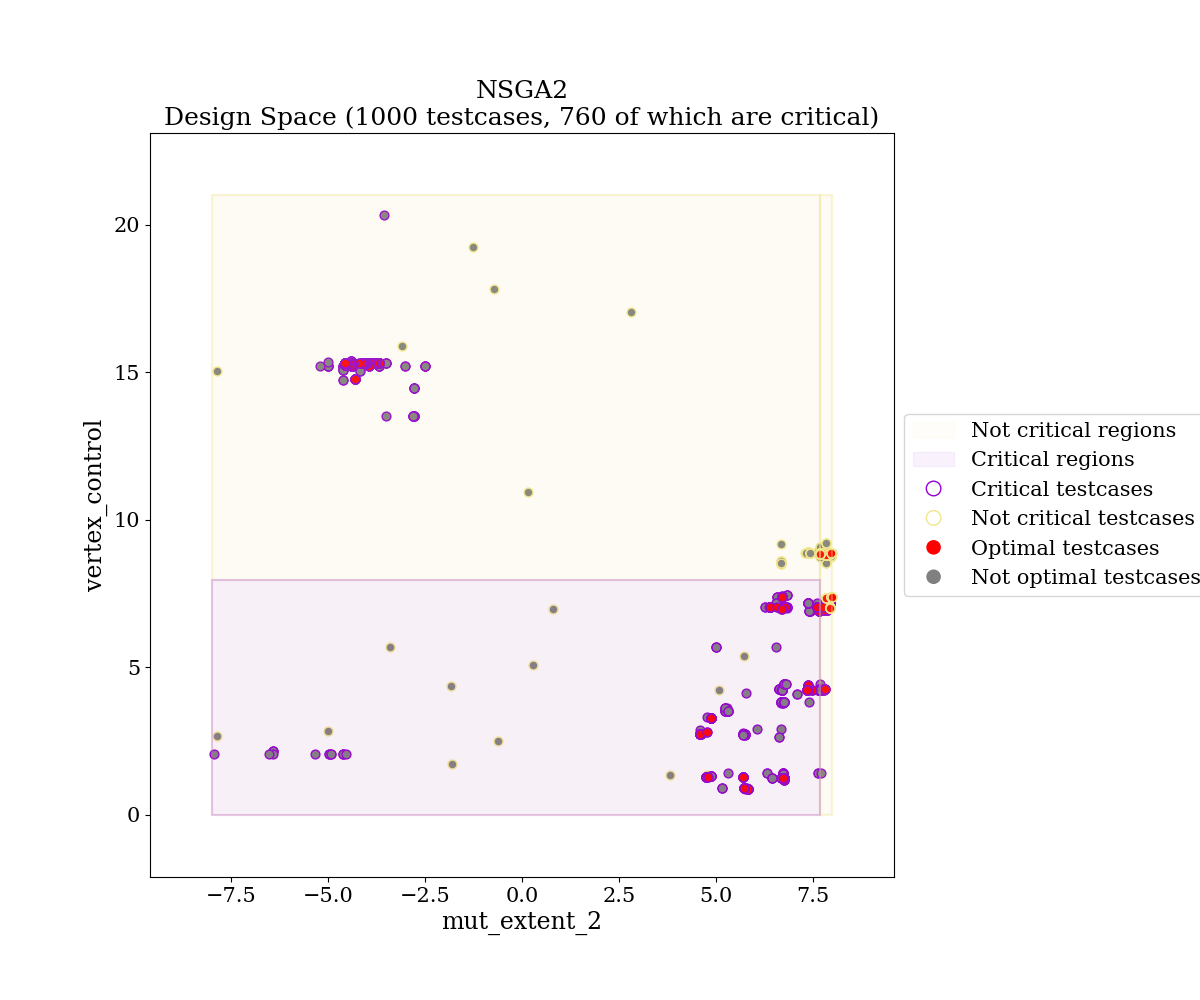 NSGA2
Design Space (1000 testcases, 760 of which are critical)
20
15
10
5
0
vertex_control
−7.5
−5.0
−2.5
0.0
2.5
5.0
7.5
mut_extent_2
Not critical regions
Critical regions
Critical testcases
Not critical testcases
Optimal testcases
Not optimal testcases